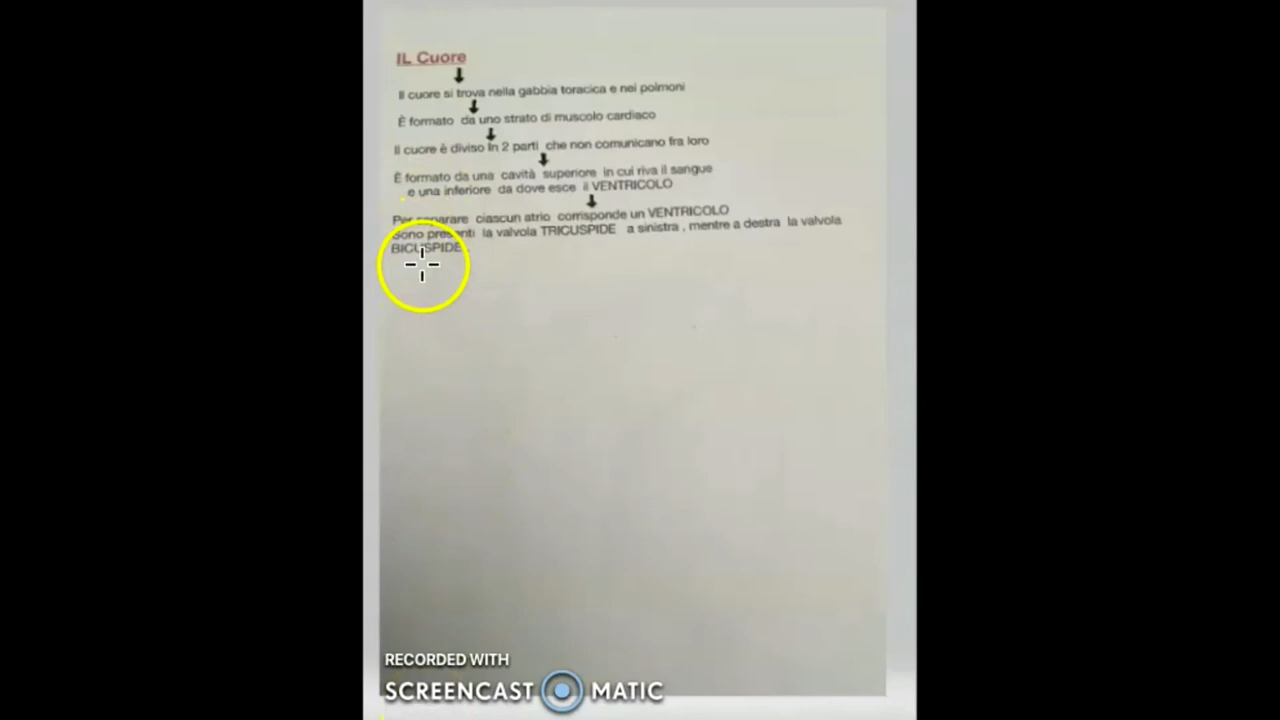 IL Cuore
Il cuore si trova nella gabbia toracica e nei polmoni
È formato da uno strato di muscolo cardiaco
Il cuore è diviso in 2 parti che non comunicano fra loro
È formato da una cavità superiore in cui riva il sangue
e una inferiore da dove esce il VENTRICOLO
Per separare ciascun atrio corrisponde un VENTRICOLO
Sono presenti la valvola TRICUSPIDE a sinistra , mentre a destra la valvola
BICUSPIDE .
RECORDED WITH
SCREENCAST MATIC